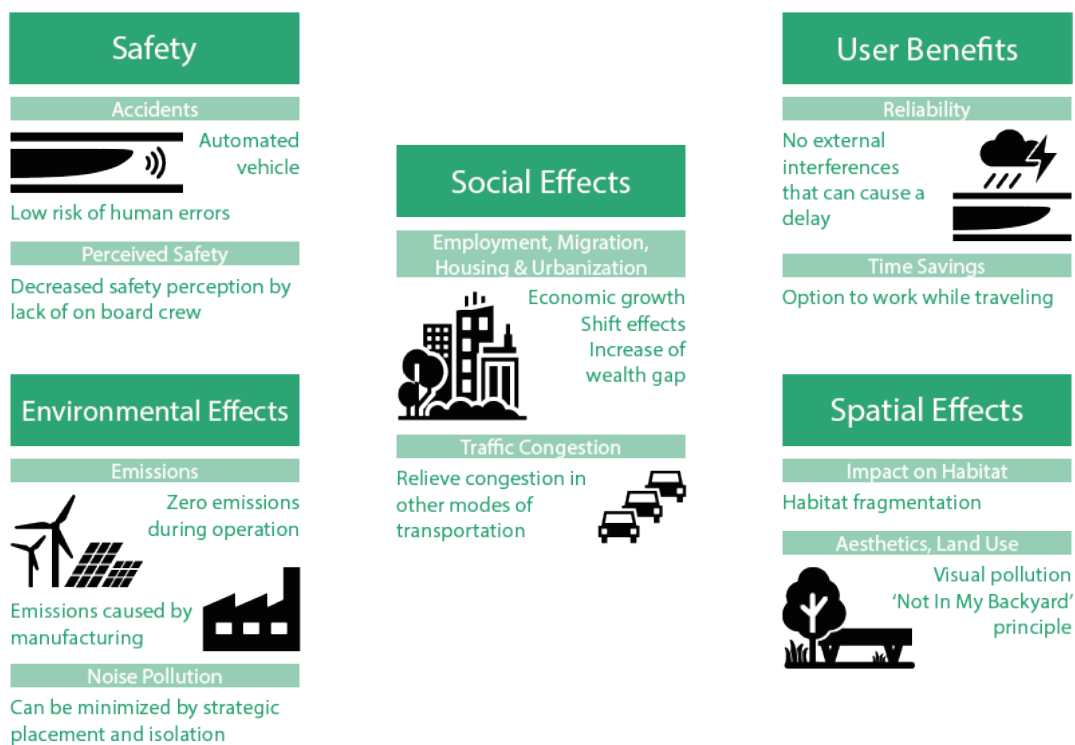 Safety
Accidents
Automated
vehicle
Low risk of human errors
Perceived Safety
Decreased safety perception by
lack of on board crew
Environmental Effects
Emissions
Zero emissions
during operation
Emissions caused by
manufacturing
Noise Pollution
Can be minimized by strategic
placement and isolation
Social Effects
Employment, Migration,
Housing & Urbanization
Economic growth
Shift effects
Increase of
wealth gap
Traffic Congestion
Relieve congestion in
other modes of
transportation
User Benefits
Reliability
No external
interferences
that can cause a
delay
Time Savings
Option to work while traveling
Spatial Effects
Impact on Habitat
Habitat fragmentation
Aesthetics, Land Use
Visual pollution
‘Not In My Backyard’
principle